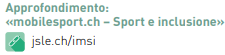 Approfondimento:
«mobilesport.ch – Sport e inclusione»
jsle.ch/imsi